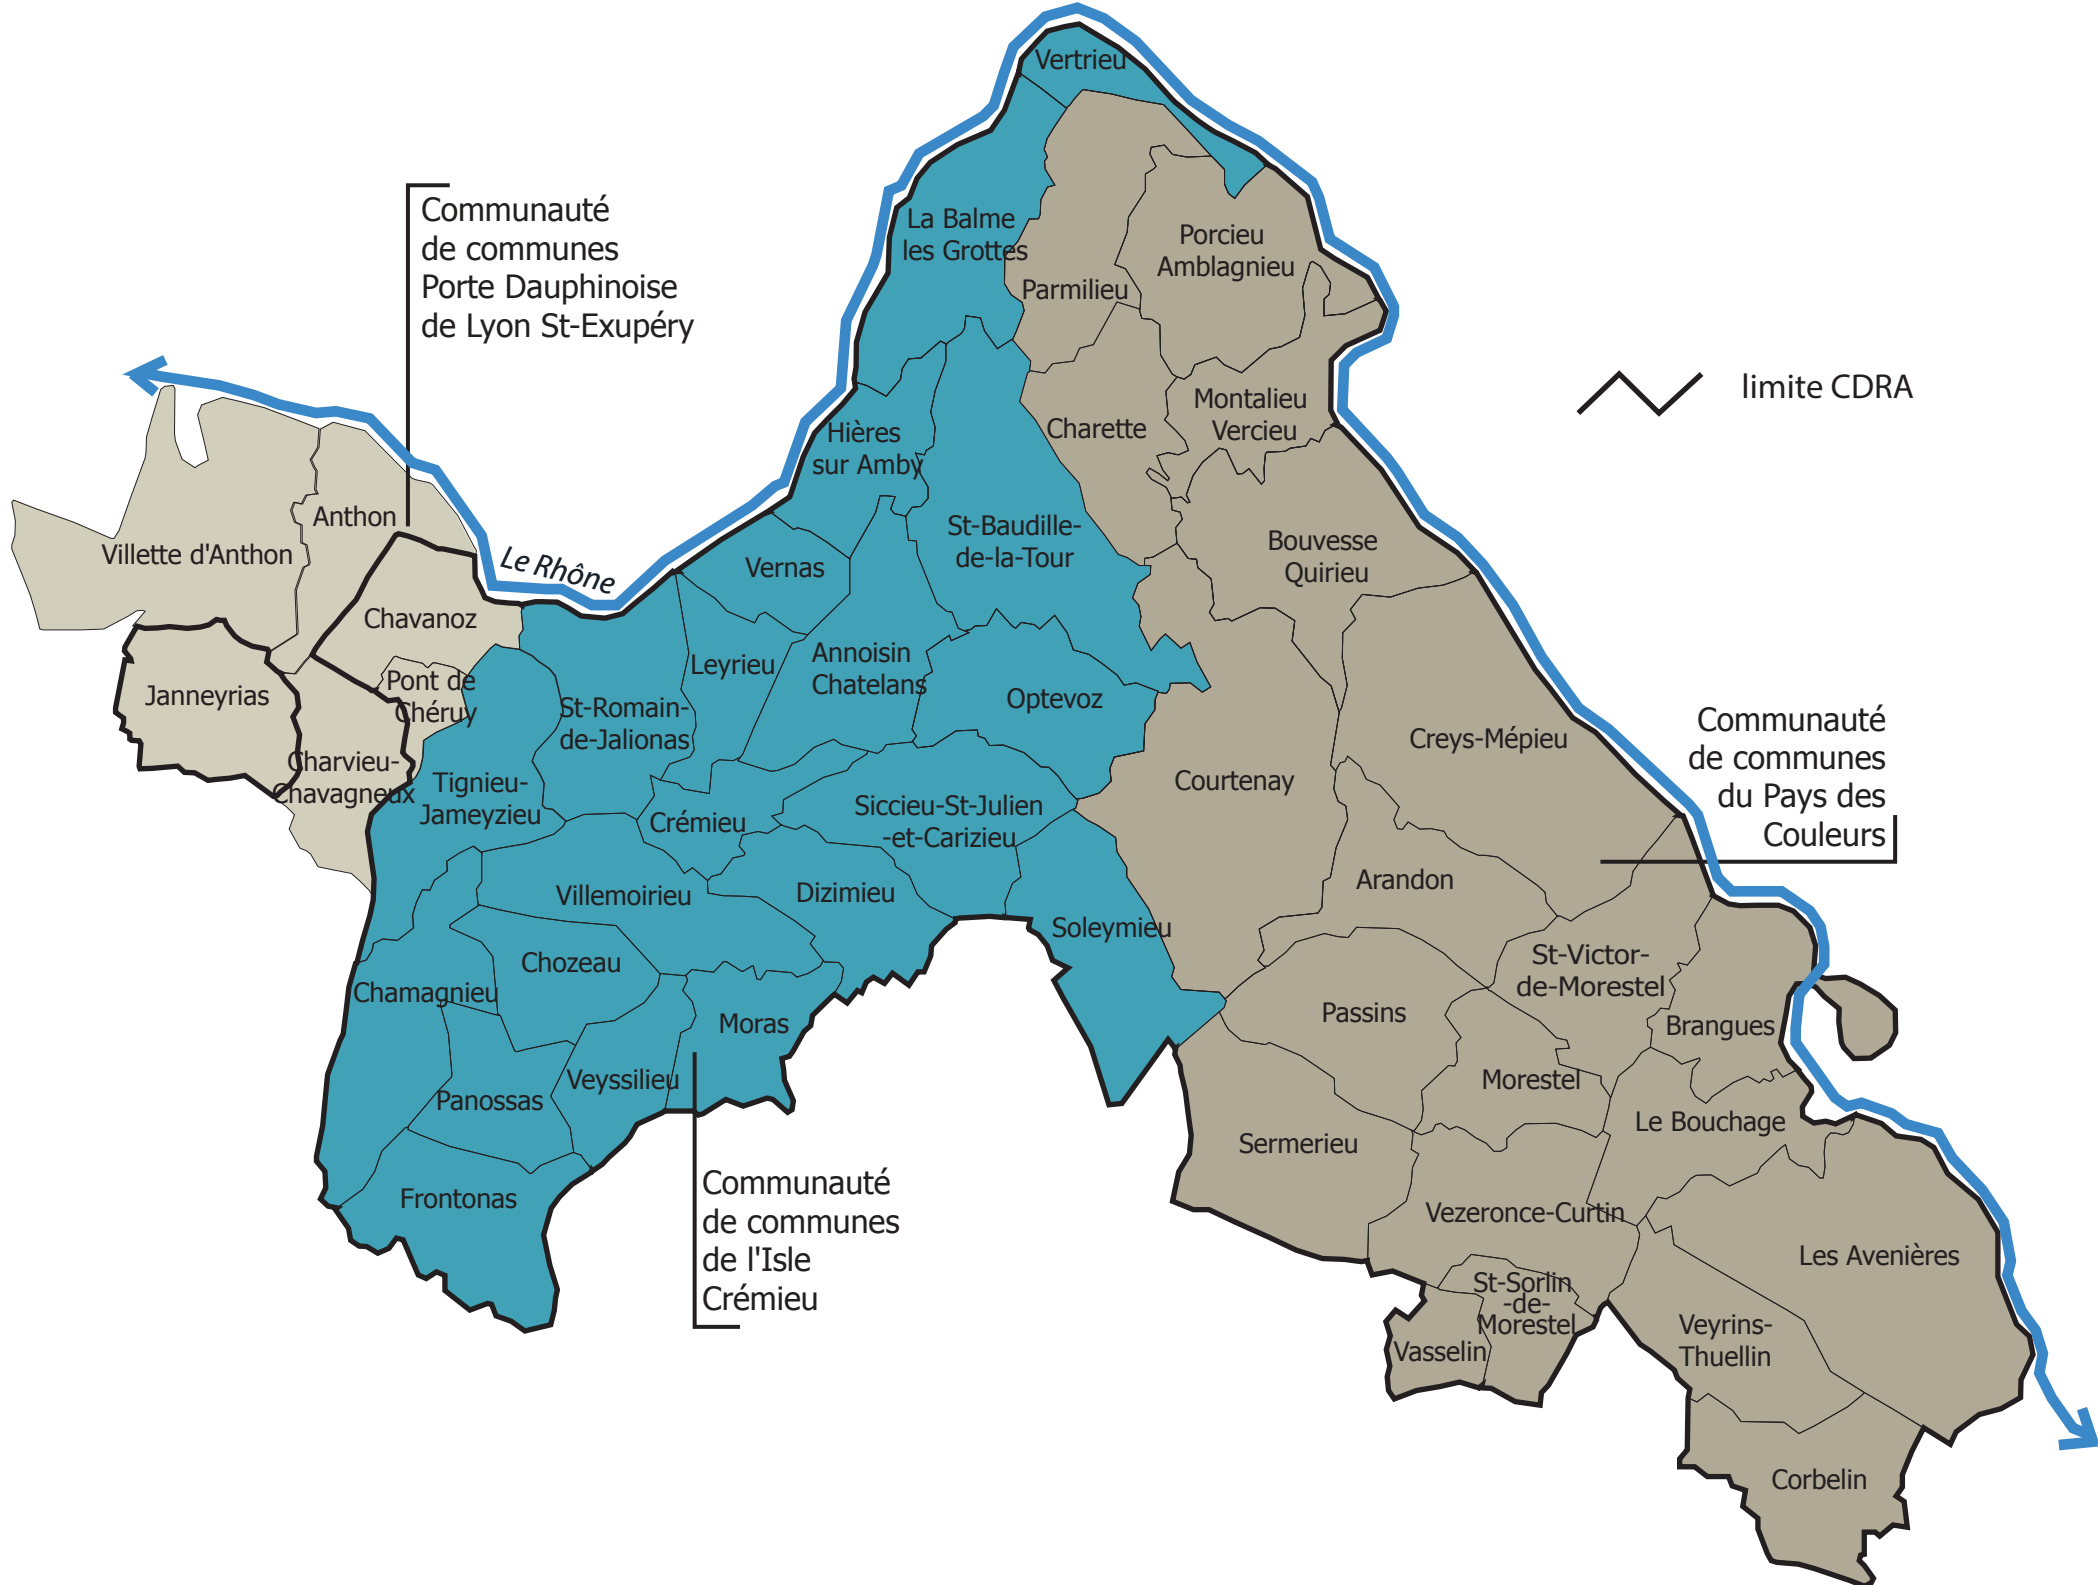 Vertrieu
Communauté
de communes
Porte Dauphinoise
de Lyon St-Exupéry
La Balme
les Grottes
Porcieu
Amblagnieu
Parmilieu
limite CDRA
Montalieu
Vercieu
Charette
Hières
sur Amby
Anthon
Villette d'Anthon
St-Baudille-
de-la-Tour
Bouvesse
Quirieu
Le Rhône
Vernas
Chavanoz
Leyrieu
Annoisin
Chatelans
Optevoz
Janneyrias
Pont de
Chéruy
St-Romain-
de-Jalionas
Communauté
de communes
du Pays des
Couleurs
Creys-Mépieu
Charvieu-
Chavagneux
Tignieu-
Jameyzieu
Courtenay
Crémieu
Siccieu-St-Julien
-et-Carizieu
Villemoirieu
Dizimieu
Arandon
Soleymieu
Chozeau
St-Victor-
de-Morestel
Chamagnieu
Moras
Passins
Brangues
Veyssilieu
Morestel
Panossas
Le Bouchage
Sermerieu
Frontonas
Communauté
de communes
de l'Isle
Crémieu
Vezeronce-Curtin
Les Avenières
St-Sorlin
-de-
Morestel
Vasselin
Veyrins-
Thuellin
Corbelin